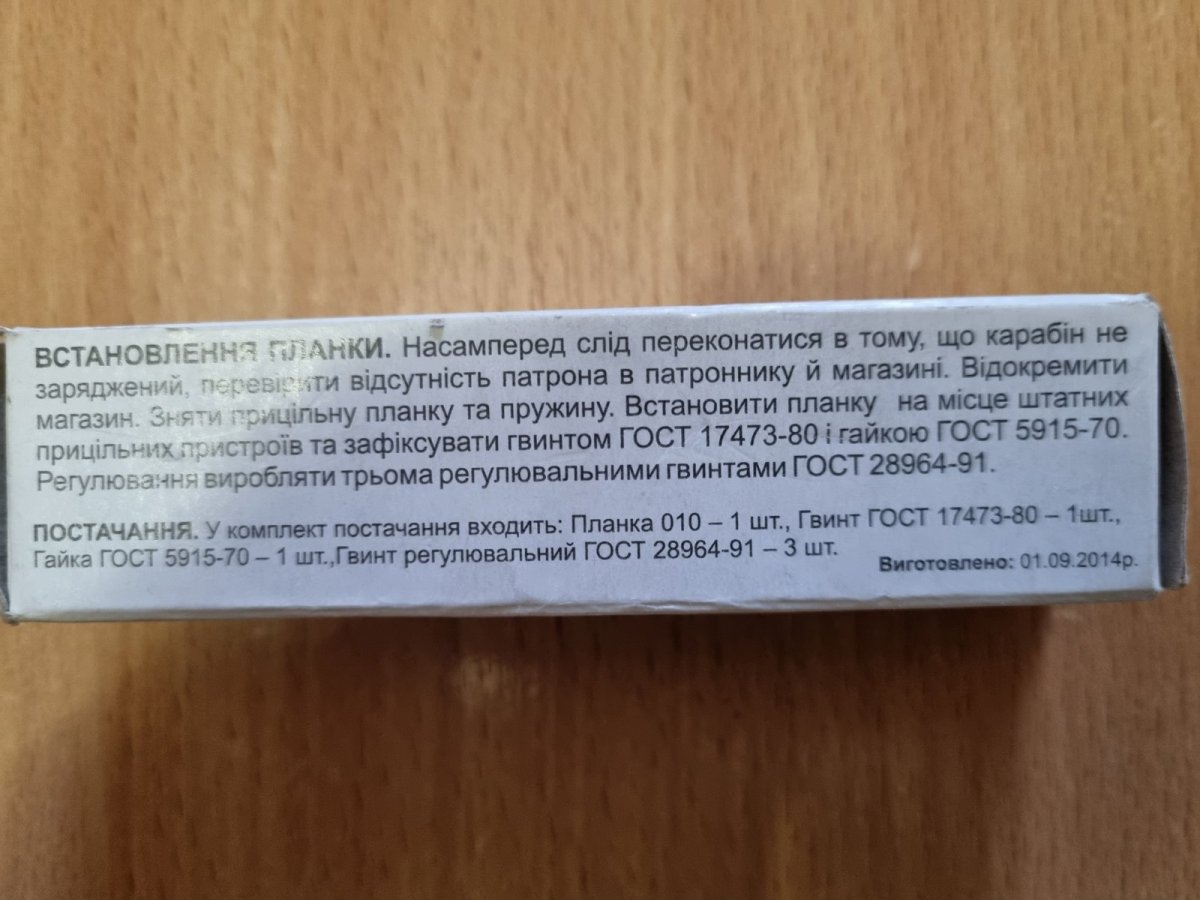 ВСТАНОВЛЕННЯ ПЛАНКИ. Насамперед слід переконатися в тому, що карабін не
заряджений, перевірити відсутність патрона в патроннику й магазині. Відокремити
магазин. Зняти прицільну планку та пружину. Встановити планку на місце штатних
прицільних пристроїв та зафіксувати гвинтом ГОСТ 17473-80 і гайкою ГОСТ 5915-70.
Регулювання виробляти трьома регулювальними гвинтами ГОСТ 28964-91.
ПОСТАЧАННЯ. У комплект постачання входить: Планка 010 – 1 шт., Гвинт ГОСТ 17473-80 – 1шт.,
Гайка ГОСТ 5915-70 – 1 шт.,Гвинт регулювальний ГОСТ 28964-91 – 3 шт.
Виготовлено: 01.09.2014р.